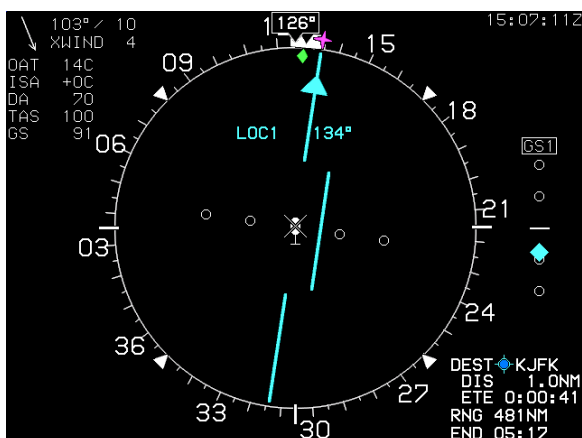 103° / 10
XWIND 4
OAT 14C
ISA +0C
DA 70
TAS 100
GS 91
15:07:11Z
1
126°
15
09
18
LOC1 134°
06
GS1
21
03
24
36
27
33
30
DEST KJFK
DIS 1.0NM
ETE 0:00:41
RNG 481NM
END 05:17